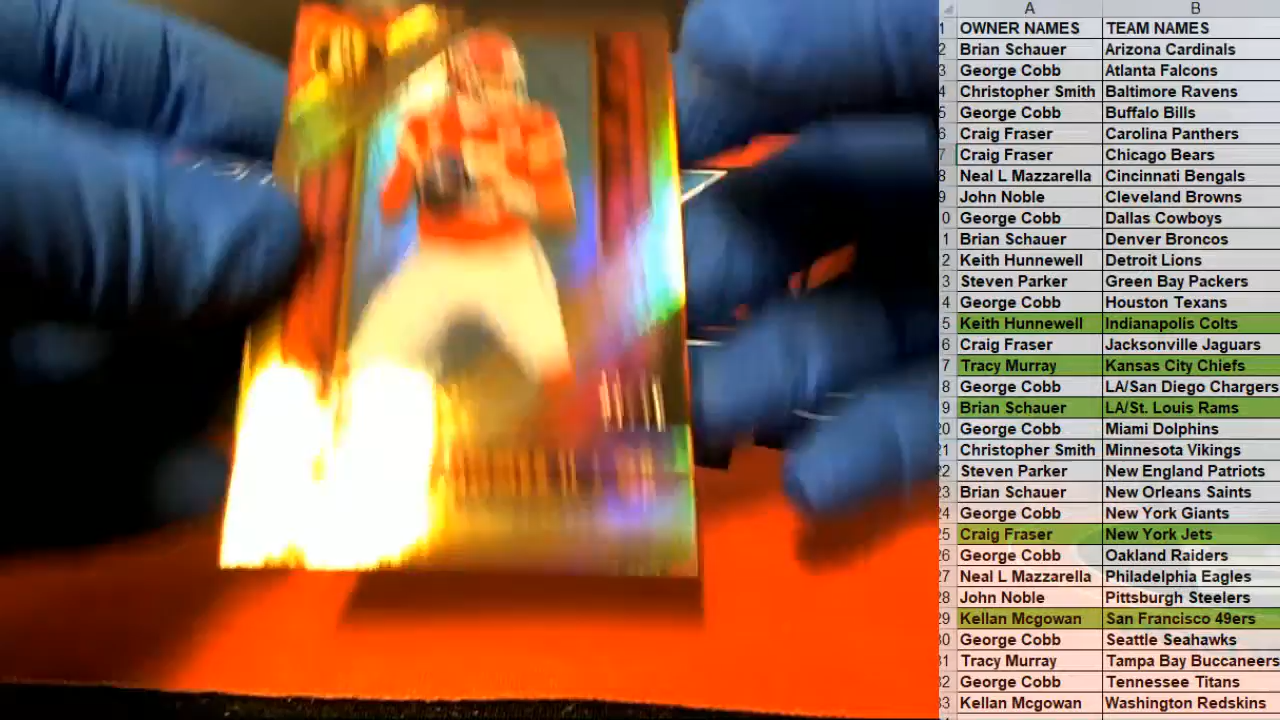 A B
1 OWNER NAMES TEAM NAMES
2 Brian Schauer Arizona Cardinals
3 George Cobb Atlanta Falcons
4 Christopher Smith Baltimore Ravens
5 George Cobb Buffalo Bills
6 Craig Fraser Carolina Panthers
7 Craig Fraser Chicago Bears
8 Neal L Mazzarella Cincinnati Bengals
9 John Noble Cleveland Browns
0 George Cobb Dallas Cowboys
1 Brian Schauer Denver Broncos
2 Keith Hunnewell Detroit Lions
3 Steven Parker Green Bay Packers
4 George Cobb Houston Texans
5 Keith Hunnewell Indianapolis Colts
6 Craig Fraser Jacksonville Jaguars
7 Tracy Murray Kansas City Chiefs
8 George Cobb LA/San Diego Chargers
9 Brian Schauer LA/St. Louis Rams
20 George Cobb Miami Dolphins
21 Christopher Smith Minnesota Vikings
22 Steven Parker New England Patriots
23 Brian Schauer New Orleans Saints
24 George Cobb New York Giants
25 Craig Fraser New York Jets
26 George Cobb Oakland Raiders
27 Neal L Mazzarella Philadelphia Eagles
28 John Noble Pittsburgh Steelers
29 Kellan Mcgowan San Francisco 49ers
30 George Cobb Seattle Seahawks
31 Tracy Murray Tampa Bay Buccaneers
32 George Cobb Tennessee Titans
33 Kellan Mcgowan Washington Redskins